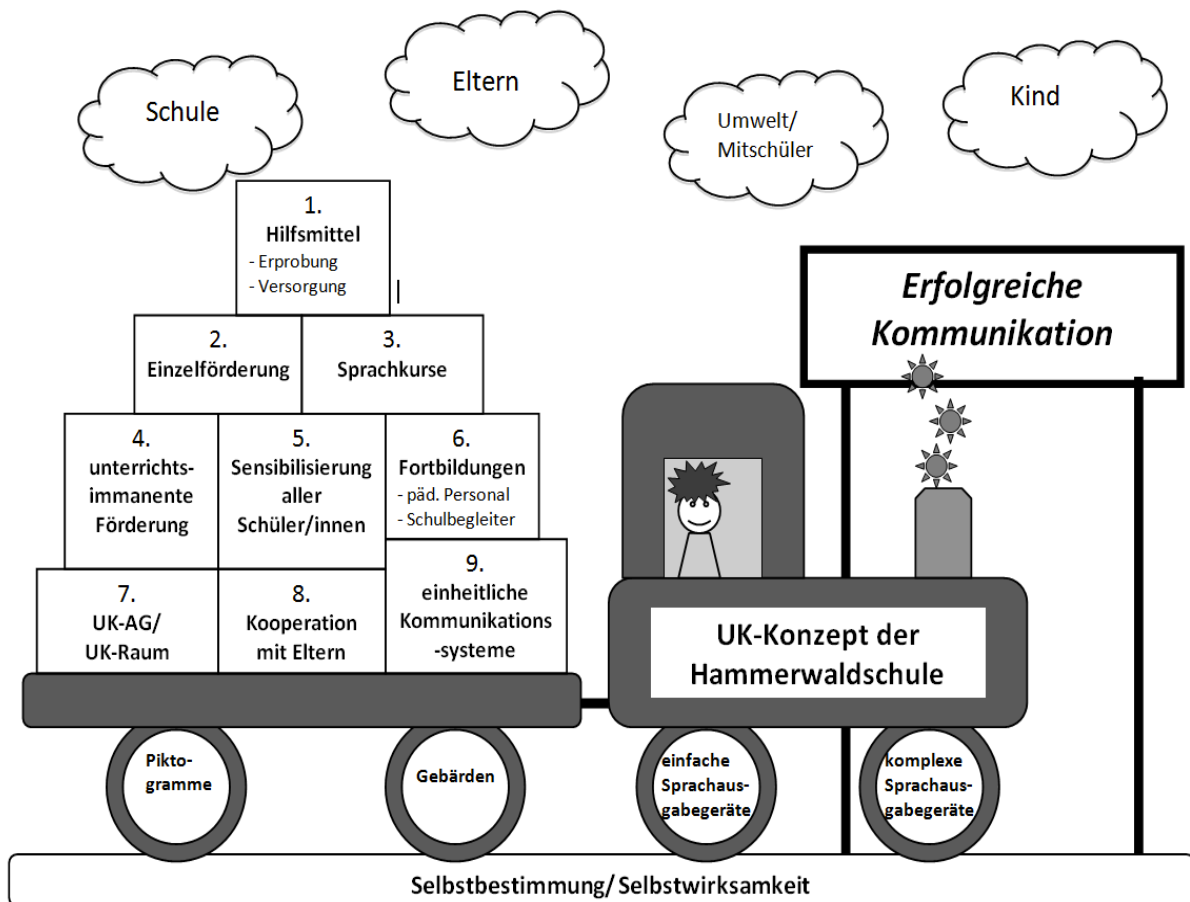 Schule
Eltern
Umwelt/
Mitschüler
Kind
1.
Hilfsmittel
- Erprobung
- Versorgung
2.
Einzelförderung
3.
Sprachkurse
4.
unterrichts-
immanente
Förderung
5.
Sensibilisierung
aller
Schüler/innen
6.
Fortbildungen
- päd. Personal
- Schulbegleiter
7.
UK-AG/
UK-Raum
8.
Kooperation
mit Eltern
9.
einheitliche
Kommunikations
-systeme
Erfolgreiche
Kommunikation
UK-Konzept der
Hammerwaldschule
Pikto-
gramme
Gebärden
einfache
Sprachaus-
gabegeräte
komplexe
Sprachaus-
gabegeräte
Selbstbestimmung/ Selbstwirksamkeit